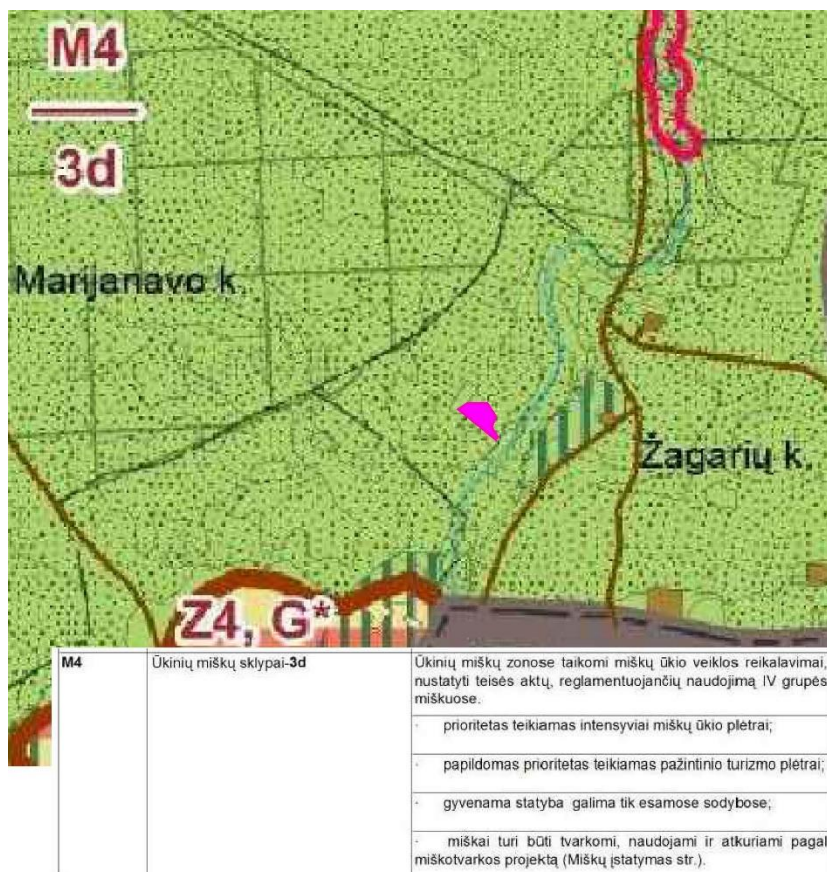 M4
3d
Marijanavo k.
Žagarių k.
Z4, G*
M4
Ūkinių miškų sklypai-3d
Ūkinių miškų zonose taikomi miškų ūkio veiklos reikalavimai,
nustatyti teisės aktų, reglamentuojančių naudojimą IV grupės
miškuose.
· prioritetas teikiamas intensyviai miškų ūkio plėtrai;
· papildomas prioritetas teikiamas pažintinio turizmo plėtrai;
· gyvenama statyba galima tik esamose sodybose;
· miškai turi būti tvarkomi, naudojami ir atkuriami pagal
miškotvarkos projektą (Miškų įstatymas str.).